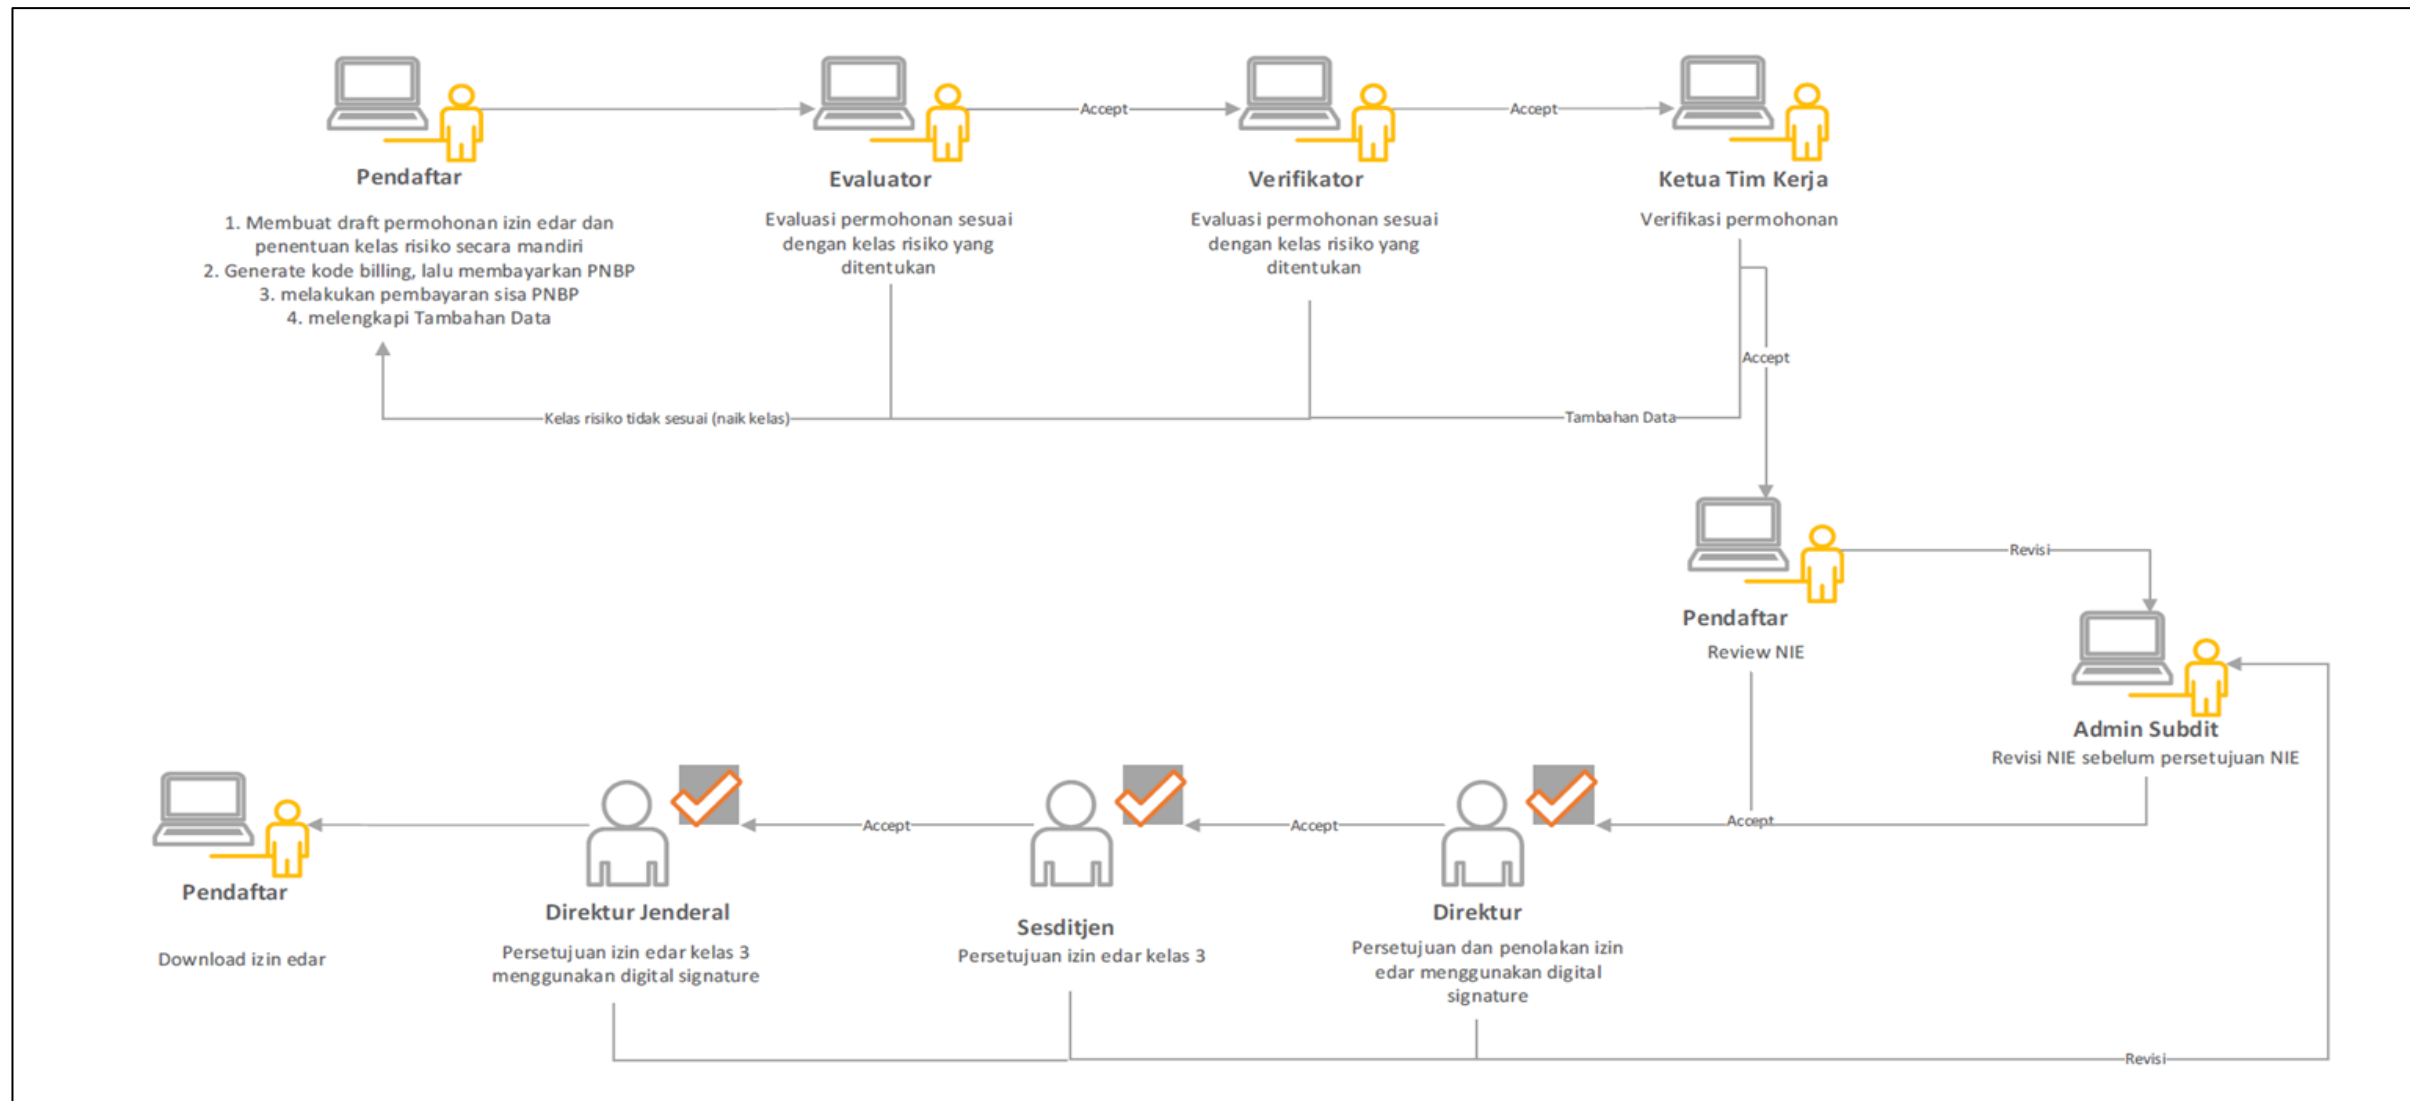 Accept
Accept
Pendaftar
Evaluator
Verifikator
Ketua Tim Kerja
1. Membuat draft permohonan izin edar dan
penentuan kelas risiko secara mandiri
2. Generate kode billing, lalu membayarkan PNBP
3. melakukan pembayaran sisa PNBP
4. melengkapi Tambahan Data
Evaluasi permohonan sesuai
dengan kelas risiko yang
ditentukan
Evaluasi permohonan sesuai
dengan kelas risiko yang
ditentukan
Verifikasi permohonan
Accept
Kelas risiko tidak sesuai (naik kelas)
Tambahan Data
Revisi
Pendaftar
Review NIE
Admin Subdit
Revisi NIE sebelum persetujuan NIE
Accept
Accept
Accept
Pendaftar
Download izin edar
Direktur Jenderal
Persetujuan izin edar kelas 3
menggunakan digital signature
Sesditjen
Persetujuan izin edar kelas 3
Direktur
Persetujuan dan penolakan izin
edar menggunakan digital
signature
Revisi